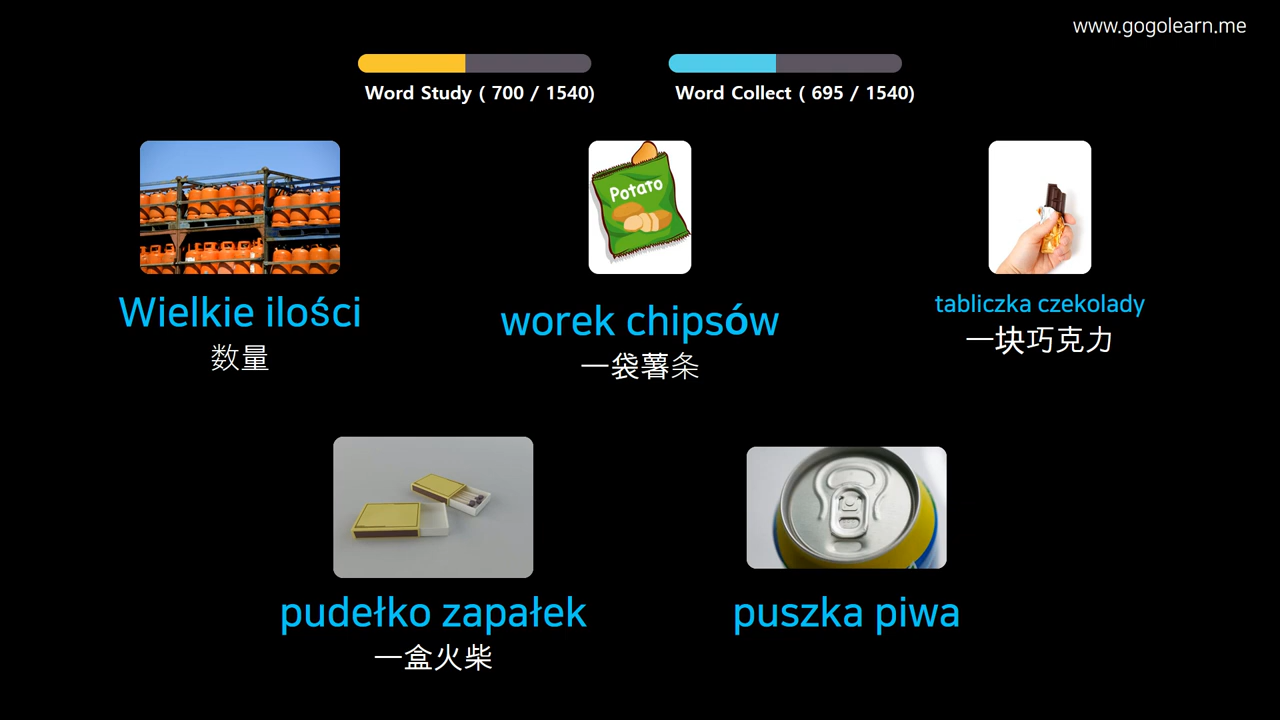 www.gogolearn.me
Word Study ( 700 / 1540)
Word Collect ( 695 / 1540)
Potato
Wielkie ilości
数量
worek chipsów
一袋薯条
tabliczka czekolady
一块巧克力
pudełko zapałek
一盒火柴
puszka piwa